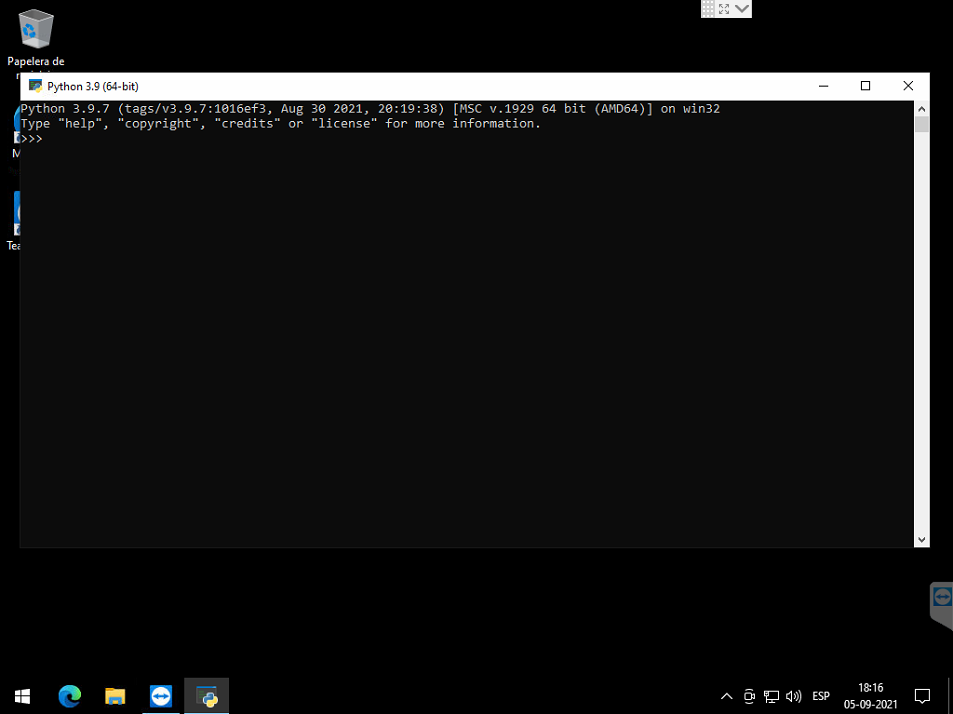 Papelera de
Python 3.9 (64-bit)
Python 3.9.7 (tags/v3.9.7:1016ef3, Aug 30 2021, 20:19:38) [MSC v.1929 64 bit (AMD64)] on win32
Type "help", "copyright", "credits" or "license" for more information.
>>>
M
Tea
ESP
18:16
05-09-2021